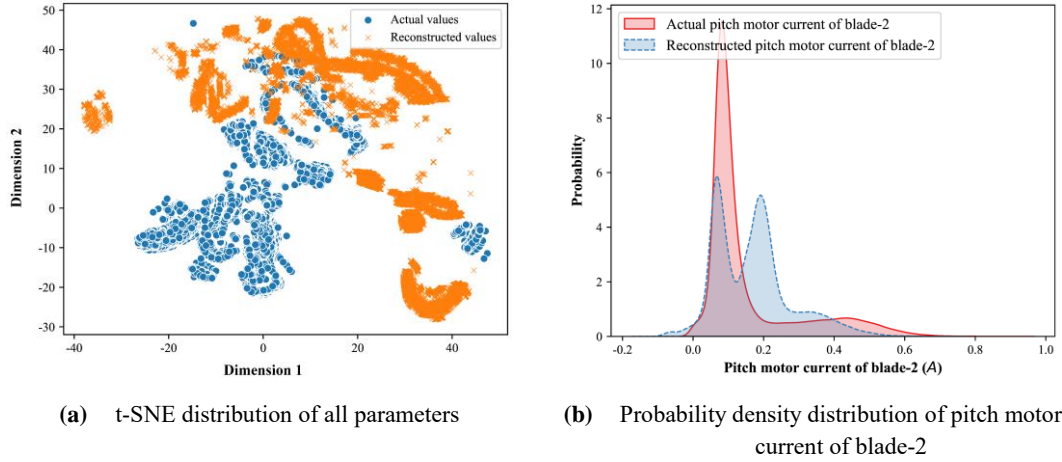 Actual values
Reconstructed values
50
40
30
20
10
0
-10
-20
-30
Dimension 2
-40
-20
0
20
40
Dimension 1
(a) t-SNE distribution of all parameters
Actual pitch motor current of blade-2
Reconstructed pitch motor current of blade-2
12
10
8
6
4
2
0
Probability
-0.2
0.0
0.2
0.4
0.6
0.8
1.0
Pitch motor current of blade-2 (A)
(b) Probability density distribution of pitch motor
current of blade-2